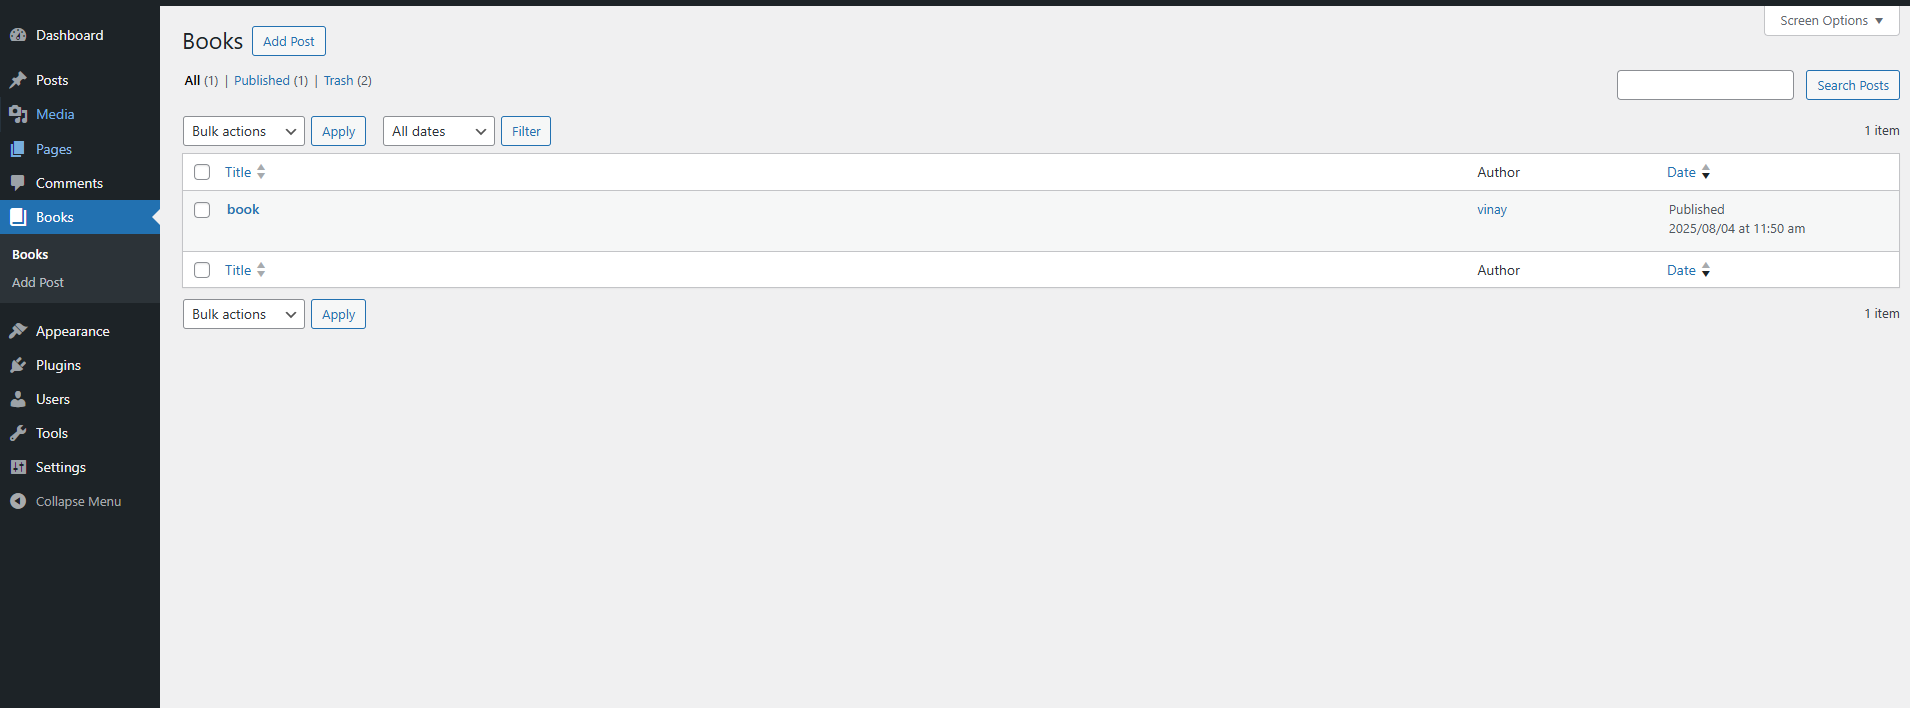 Screen Options
Dashboard
Posts
Media
Pages
Comments
Books
Books
Add Post
Appearance
Plugins
Users
Tools
Settings
Collapse Menu
Books Add Post
All (1) | Published (1) | Trash (2)
Search Posts
Bulk actions Apply All dates Filter 1 item
Title Author Date
book vinay Published
2025/08/04 at 11:50 am
Title Author Date
Bulk actions Apply 1 item